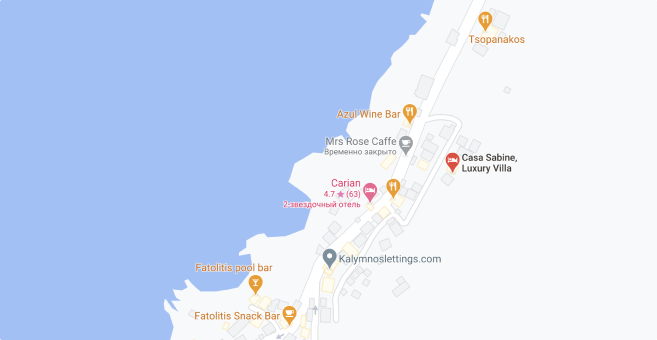 Tsopanakos
Azul Wine Bar
Mrs Rose Caffe
Временно закрыто
Casa Sabine,
Luxury Villa
Carian
4.7 ★ (63)
2-звездочный отель
Kalymnoslettings.com
Fatolitis pool bar
Fatolitis Snack Bar